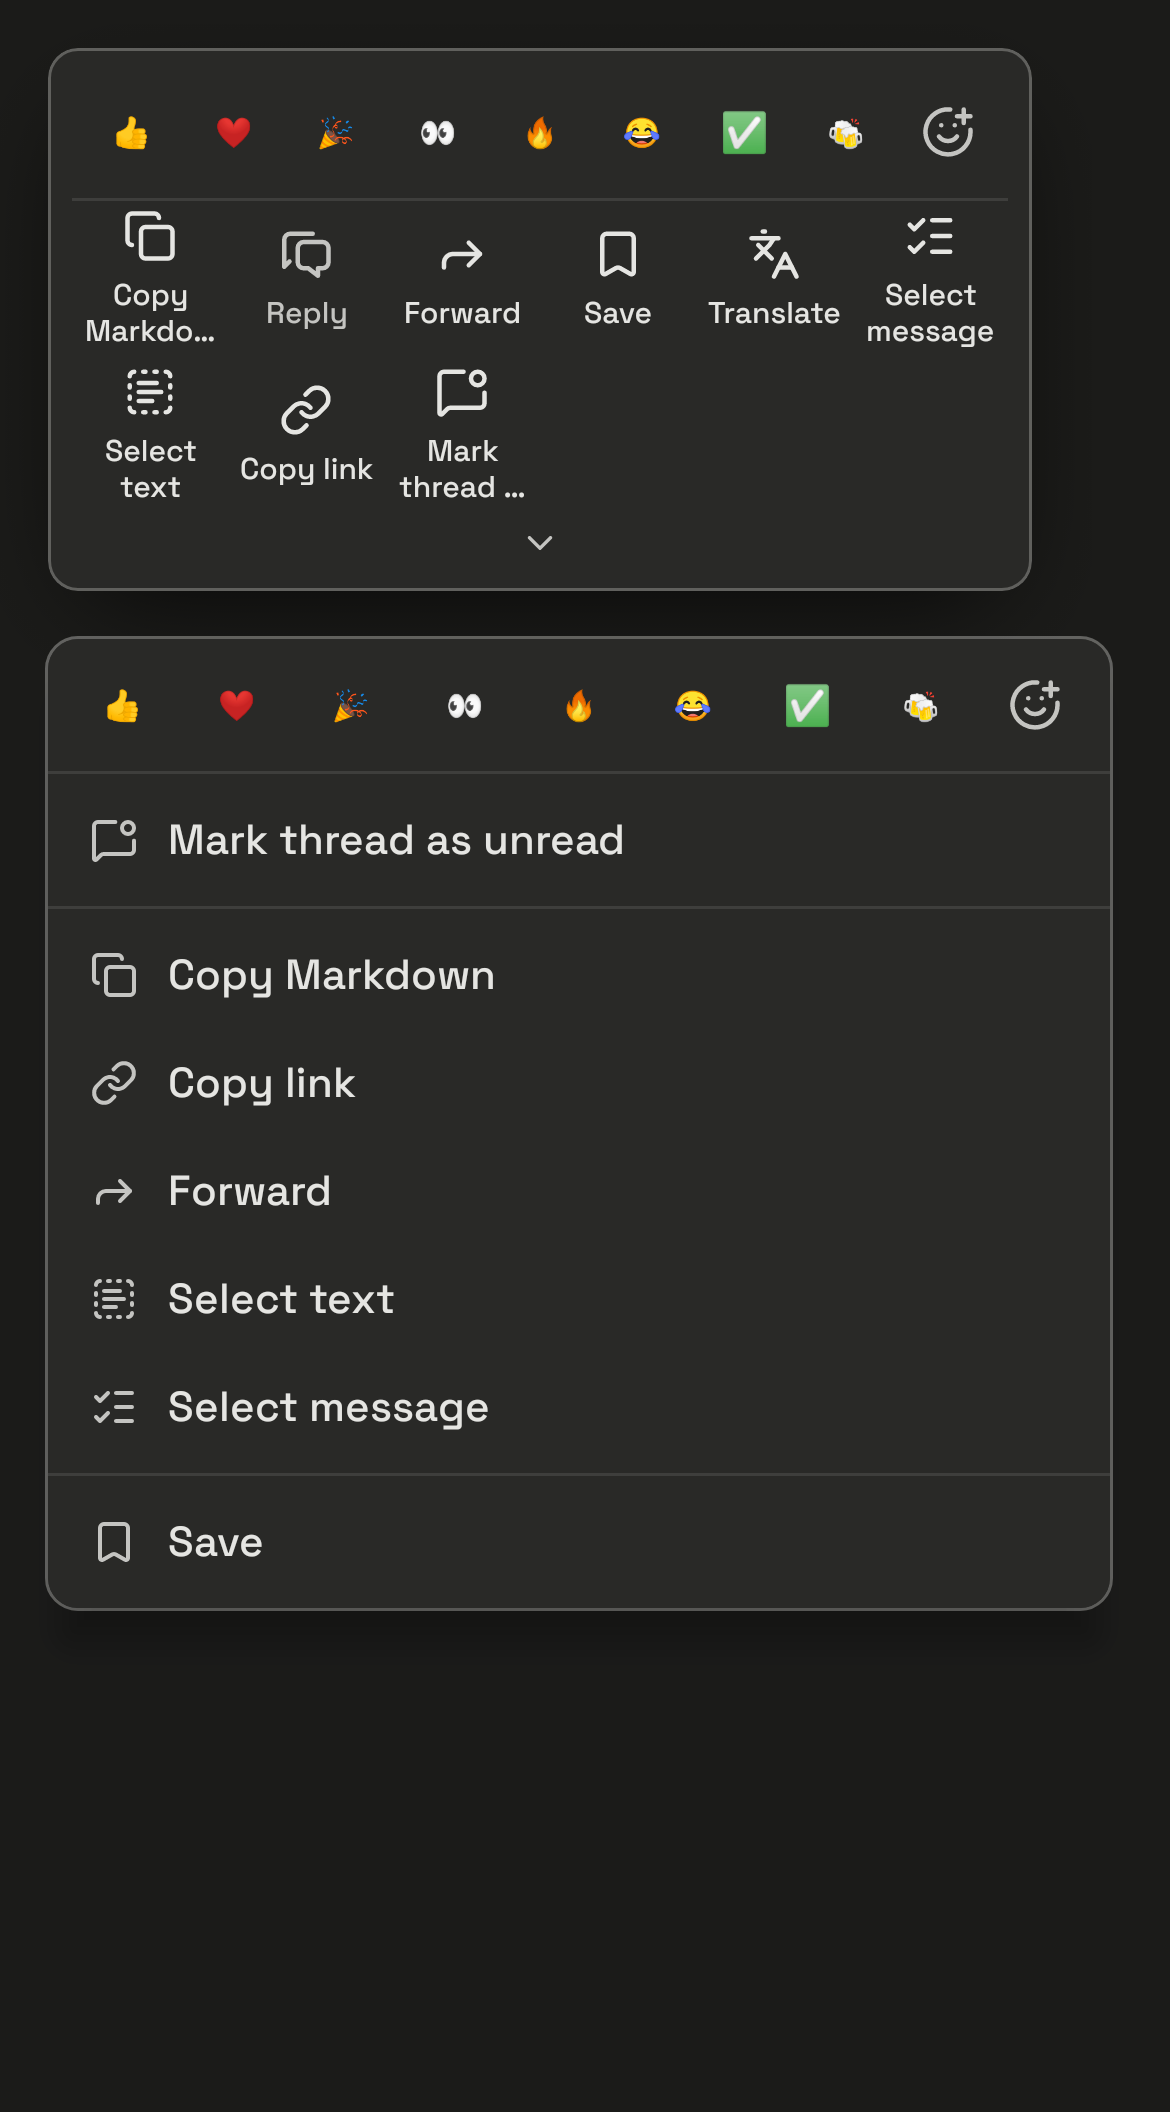 👍 ❤️ 🎉 👀 🔥 😂 ✅ 🍻
Copy Markdo...
Reply
Forward
Save
Translate
Select message
Select text
Copy link
Mark thread ...
👍 ❤️ 🎉 👀 🔥 😂 ✅ 🍻
Mark thread as unread
Copy Markdown
Copy link
Forward
Select text
Select message
Save